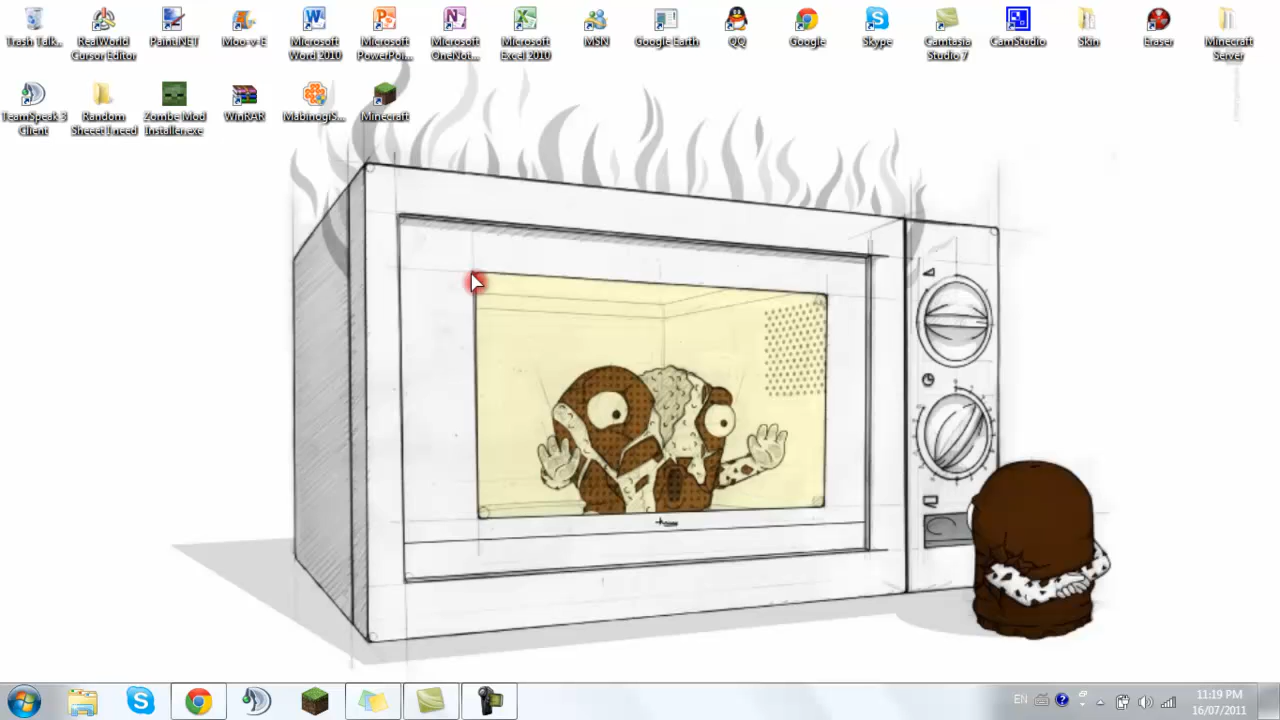 Trash Talk...
RealWorld
Cursor Editor
Paint.NET
Moo-v-E
Microsoft
Word 2010
Microsoft
PowerPoi...
Microsoft
OneNot...
Microsoft
Excel 2010
MSN
Google Earth
QQ
Google
Skype
Camtasia
Studio 7
CamStudio
Skin
Eraser
Minecraft
Server
TeamSpeak 3
Client
Random
Sheeet I need
Zombe Mod
Installer.exe
WinRAR
MabinogiS...
Minecraft
EN
11:19 PM
16/07/2011